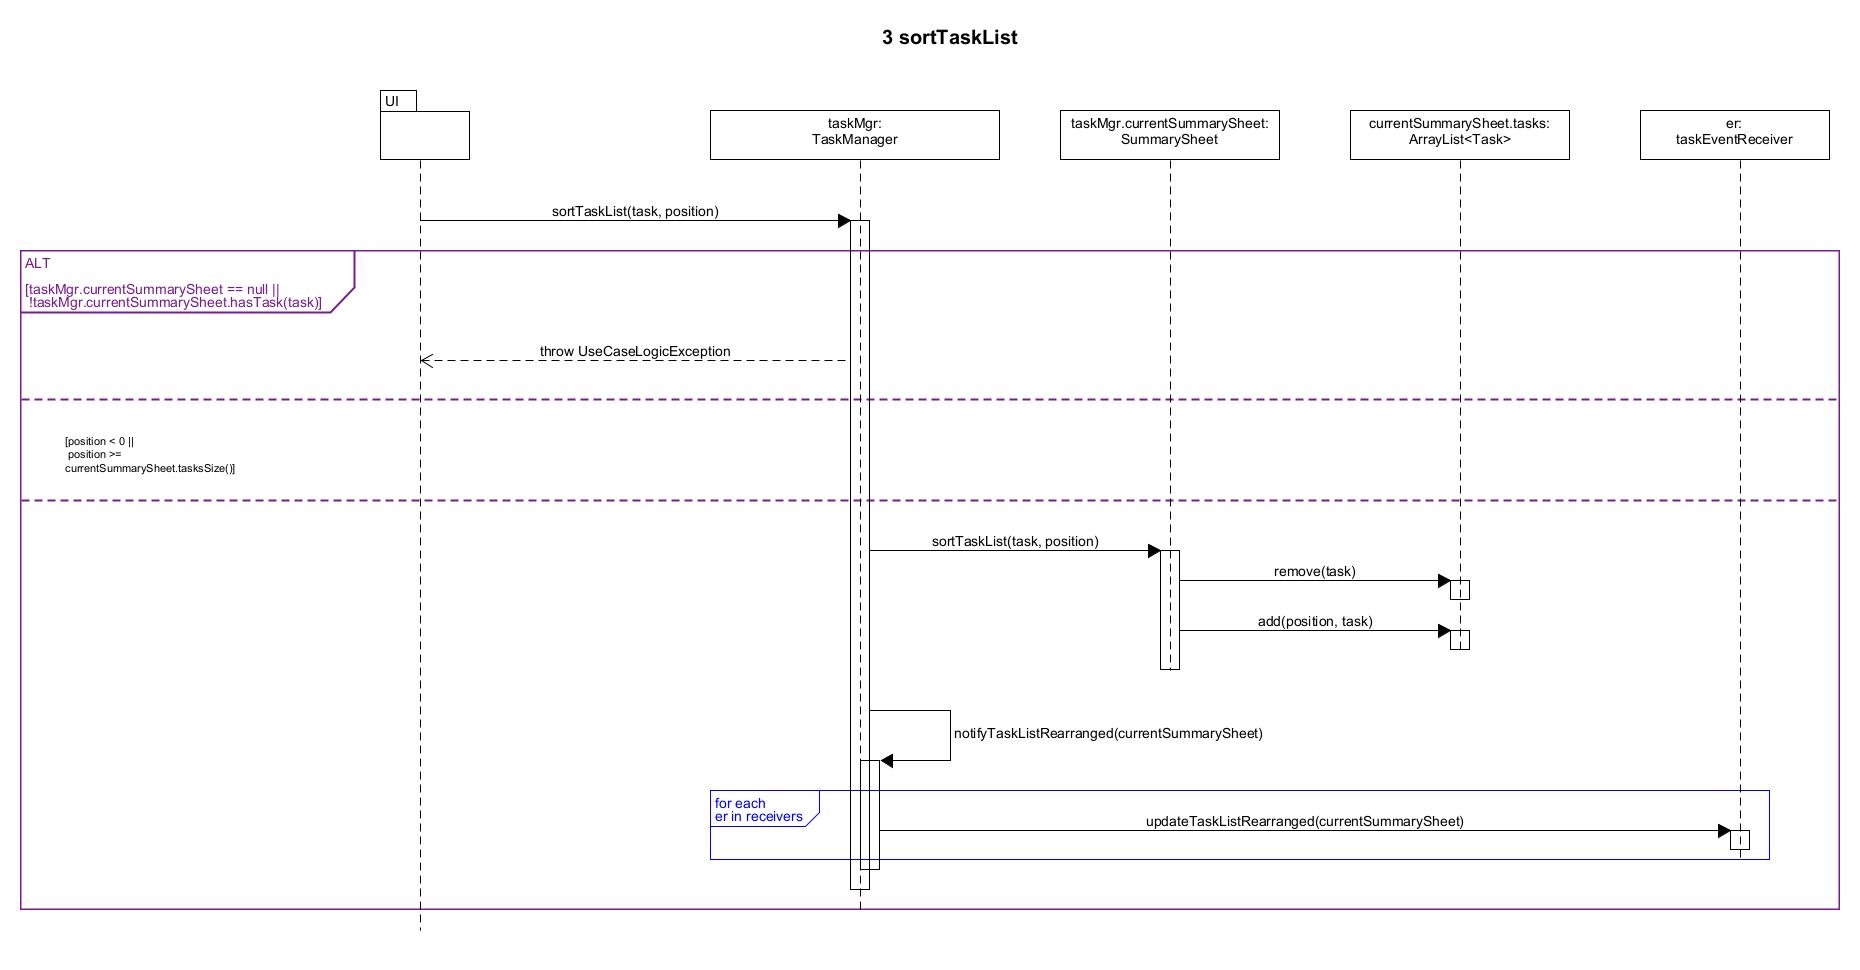 3 sortTaskList
UI
taskMgr:
TaskManager
taskMgr.currentSummarySheet:
SummarySheet
currentSummarySheet.tasks:
ArrayList<Task>
er:
taskEventReceiver
sortTaskList(task, position)
ALT
[taskMgr.currentSummarySheet == null ||
!taskMgr.currentSummarySheet.hasTask(task)]
throw UseCaseLogicException
[position < 0 ||
position >=
currentSummarySheet.tasksSize()]
sortTaskList(task, position)
remove(task)
add(position, task)
notifyTaskListRearranged(currentSummarySheet)
for each
er in receivers
updateTaskListRearranged(currentSummarySheet)